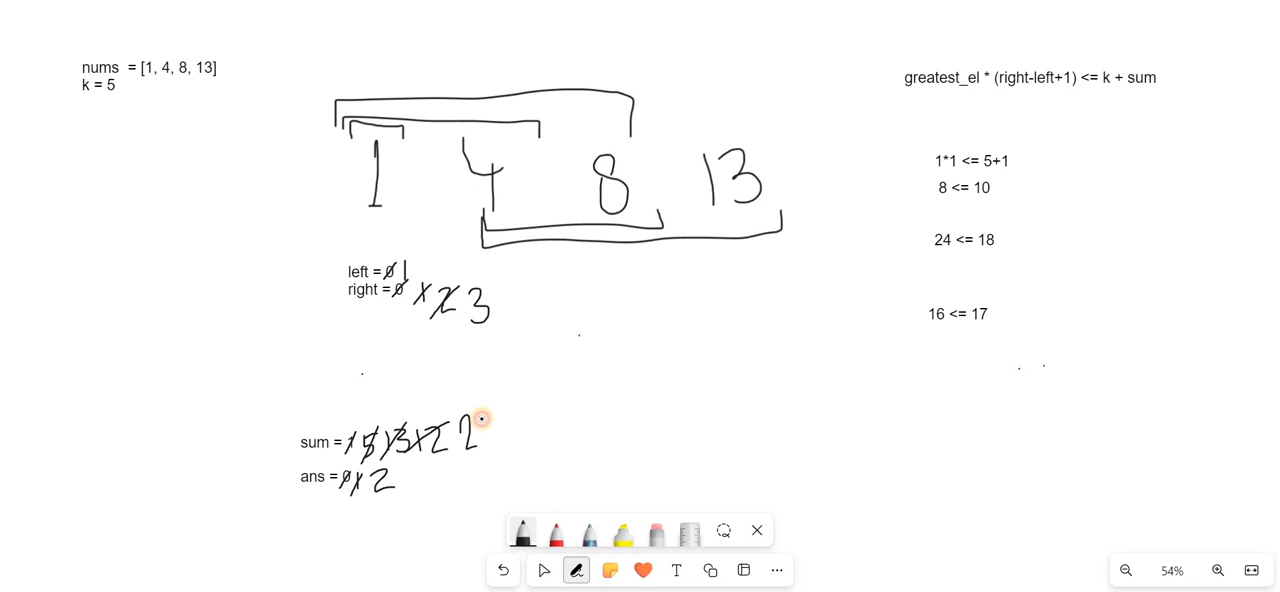 nums = [1, 4, 8, 13]
k = 5
greatest_el * (right-left+1) <= k + sum
1 4 8 13
1*1 <= 5+1
8 <= 10
24 <= 18
left = 0 1
right = 0 1 2 3
16 <= 17
sum = 1 5 13 12 2
ans = 0 1 2
54%